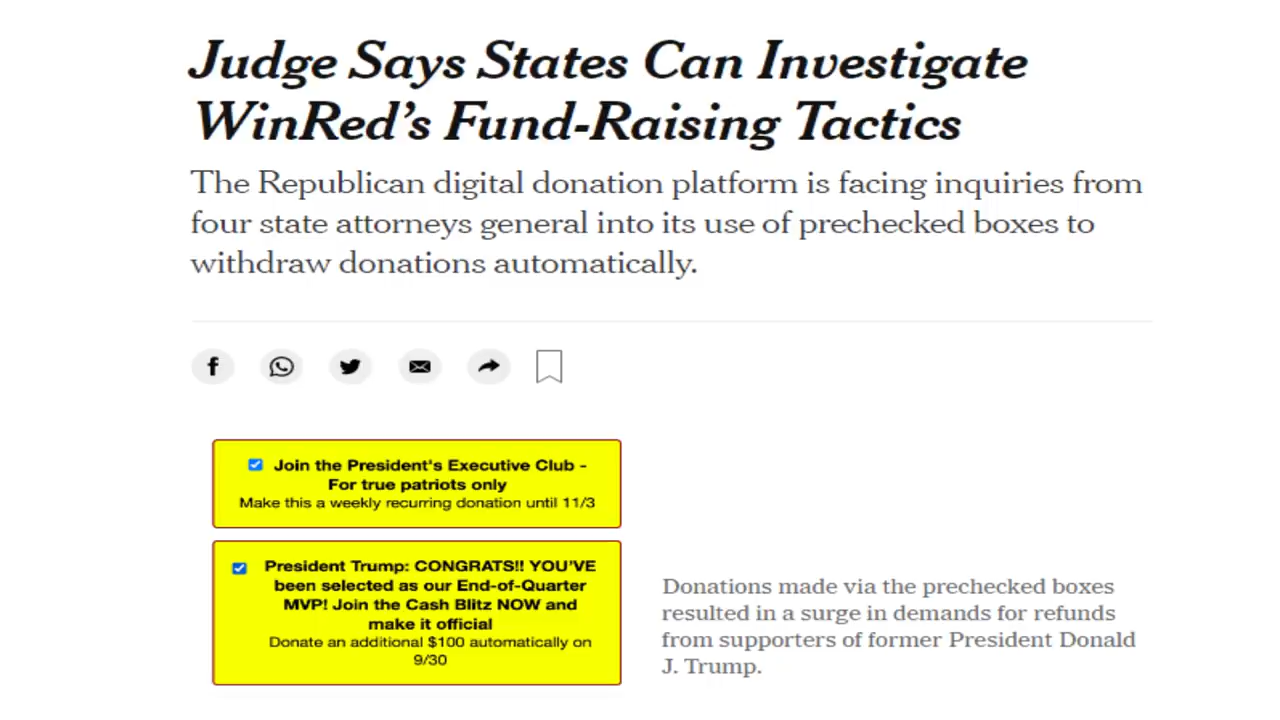 Judge Says States Can Investigate
WinRed’s Fund-Raising Tactics
The Republican digital donation platform is facing inquiries from
four state attorneys general into its use of prechecked boxes to
withdraw donations automatically.
Join the President's Executive Club -
For true patriots only
Make this a weekly recurring donation until 11/3
President Trump: CONGRATS!! YOU’VE
been selected as our End-of-Quarter
MVP! Join the Cash Blitz NOW and
make it official
Donate an additional $100 automatically on
9/30
Donations made via the prechecked boxes
resulted in a surge in demands for refunds
from supporters of former President Donald
J. Trump.